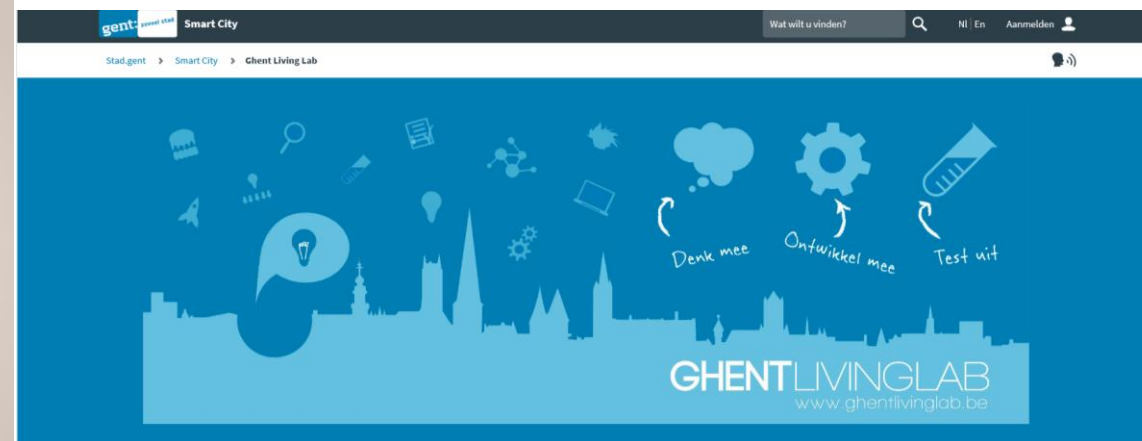 gent: zoveel stad Smart City Wat wilt u vinden? Nl En Aanmelden
Stad.gent > Smart City > Ghent Living Lab
Denk mee Ontwikkel mee Test uit
GHENTLIVINGLAB
www.ghentlivinglab.be